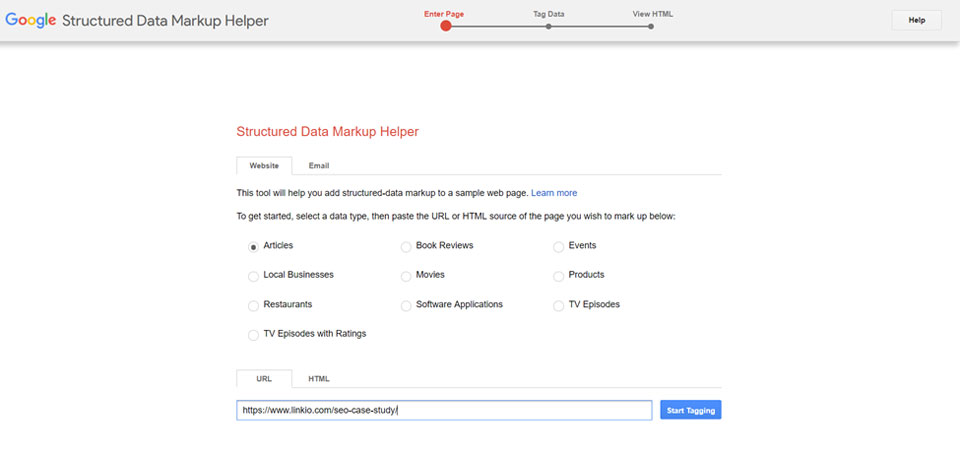 Google Structured Data Markup Helper
Enter Page Tag Data View HTML
Help
Structured Data Markup Helper
Website Email
This tool will help you add structured-data markup to a sample web page. Learn more
To get started, select a data type, then paste the URL or HTML source of the page you wish to mark up below:
Articles Book Reviews Events
Local Businesses Movies Products
Restaurants Software Applications TV Episodes
TV Episodes with Ratings
URL HTML
https://www.linkio.com/seo-case-study/ Start Tagging